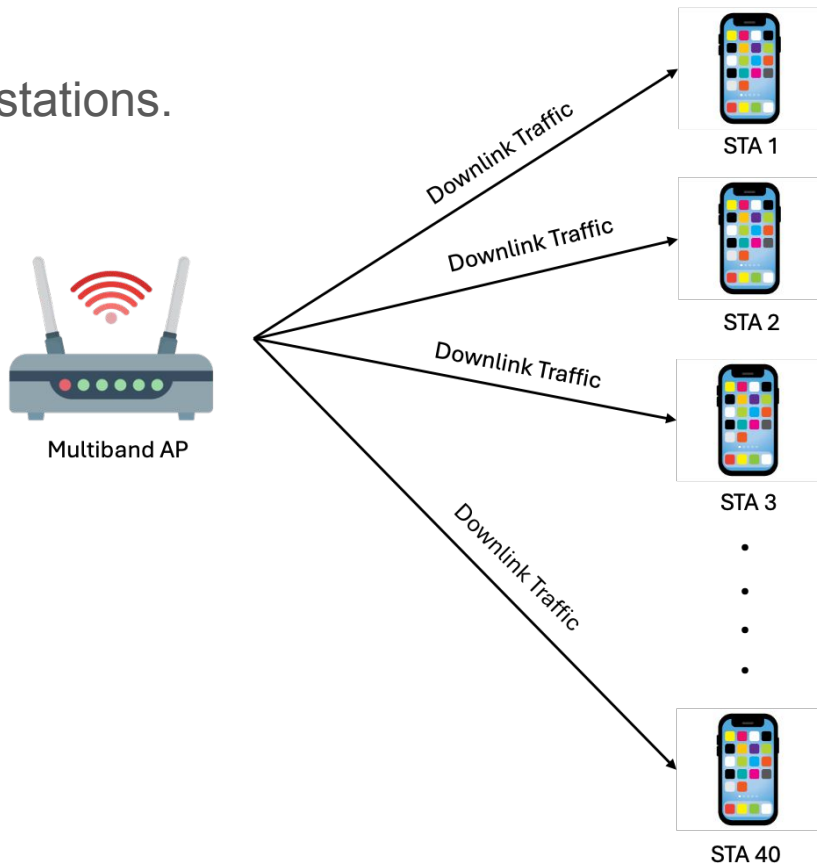 stations.
Downlink Traffic
STA 1
Downlink Traffic
STA 2
Downlink Traffic
Multiband AP
STA 3
Downlink Traffic
STA 40